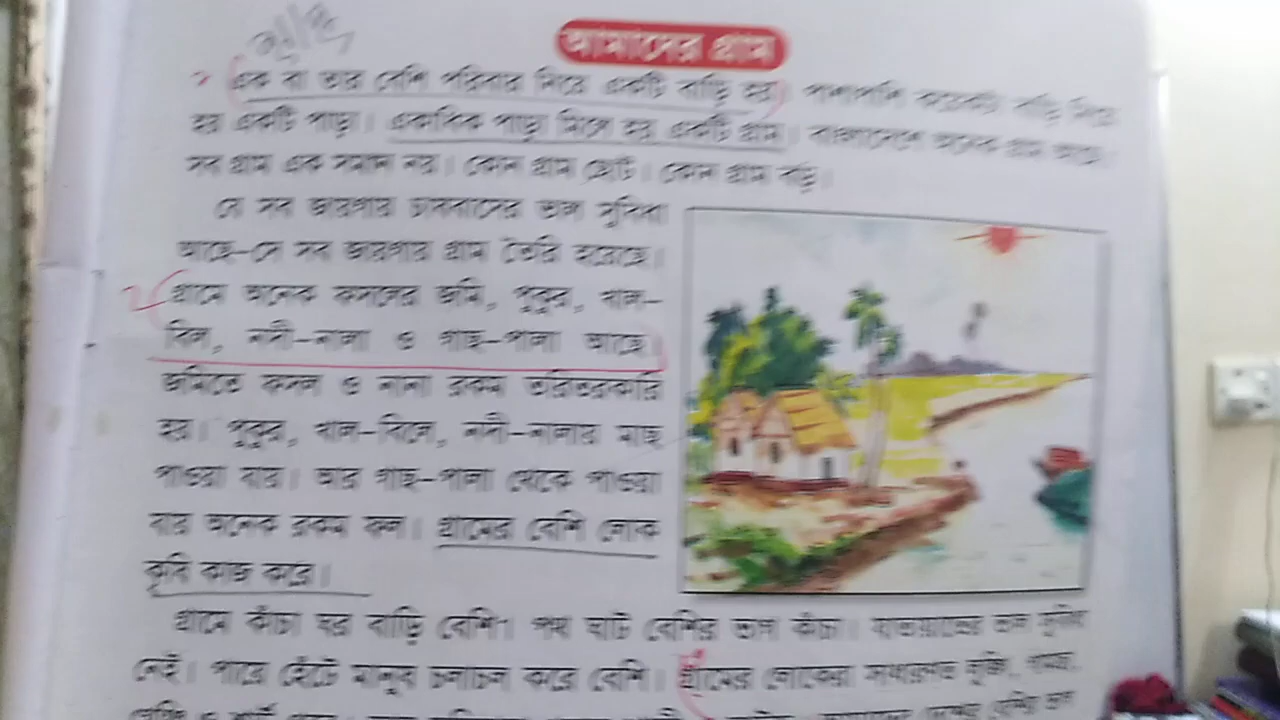 আমাদের গ্রাম
এক বা তার বেশি পরিবার নিয়ে একটি বাড়ি হয়। পাশাপাশি কয়েকটা বাড়ি নিয়ে
হয় একটি পাড়া। একাধিক পাড়া মিলে হয় একটি গ্রাম। বাংলাদেশে অনেক গ্রাম আছে।
সব গ্রাম এক সমান নয়। কোন গ্রাম ছোট। কোন গ্রাম বড়।
যে সব জায়গায় চাষবাসের ভাল সুবিধা
আছে-সে সব জায়গায় গ্রাম তৈরি হয়েছে।
গ্রামে অনেক ফসলের জমি, পুকুর, খাল-
বিল, নদী-নালা ও গাছ-পালা আছে।
জমিতে ফসল ও নানা রকম তরিতরকারি
হয়। পুকুর, খাল-বিলে, নদী-নালায় মাছ
পাওয়া যায়। আর গাছ-পালা থেকে পাওয়া
যায় অনেক রকম ফল। গ্রামের বেশি লোক
কৃষি কাজ করে।
গ্রামে কাঁচা ঘর বাড়ি বেশি। পথ ঘাট বেশির ভাগ কাঁচা। যাতায়াতের ভাল সুবিধা
নেই। পায়ে হেঁটে মানুষ চলাচল করে বেশি। গ্রামের লোকেরা সাধারণত লুঙ্গি, গামছা,